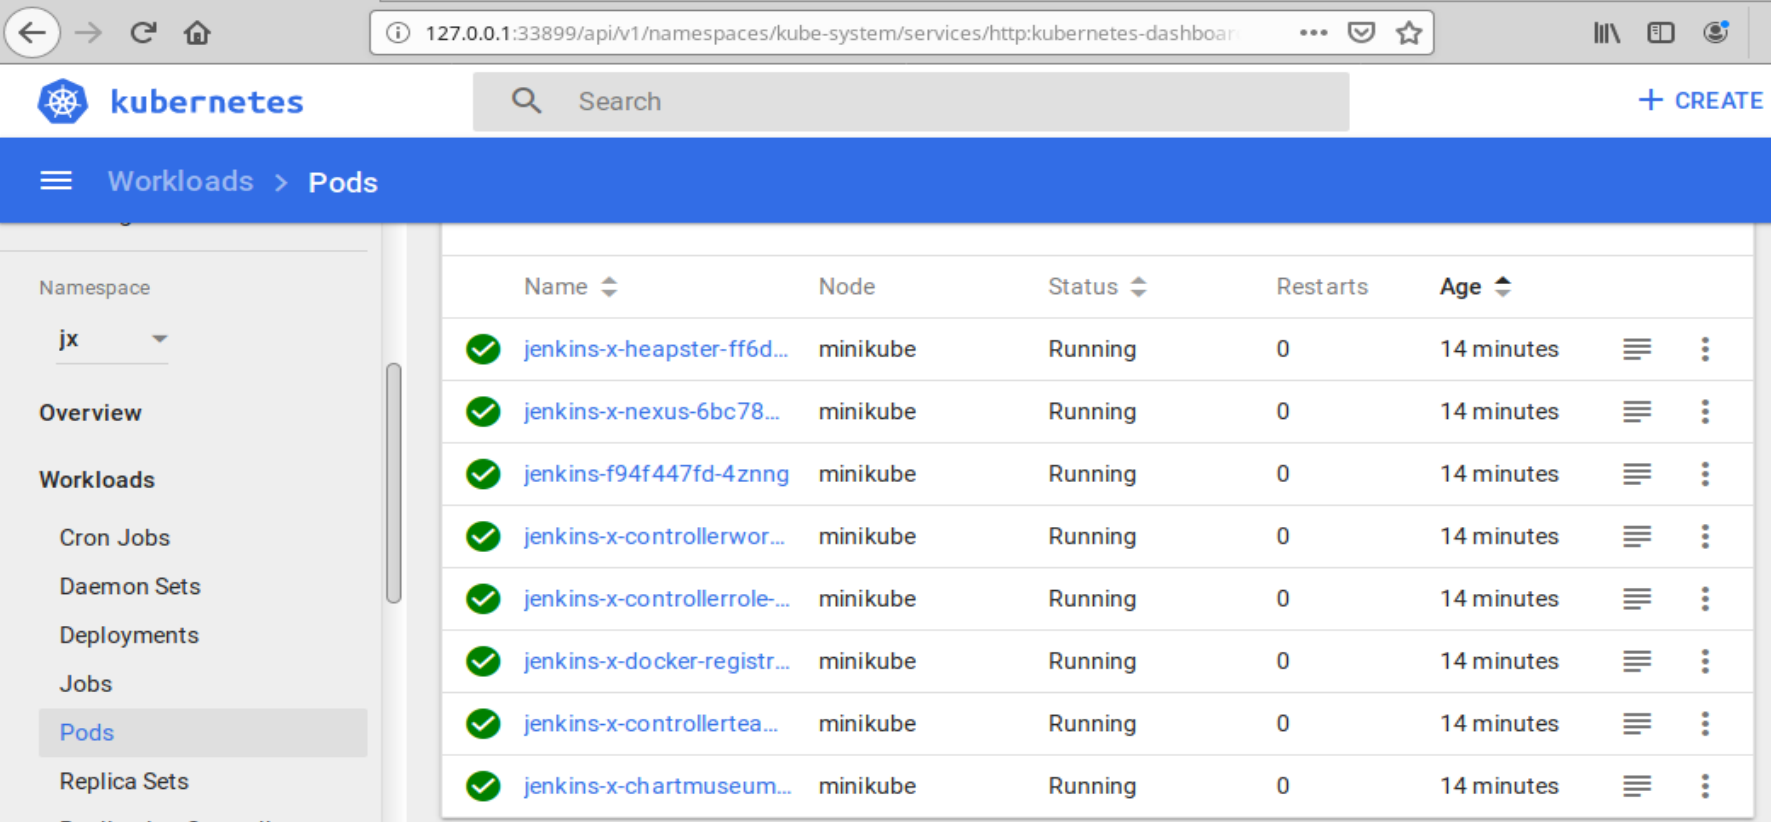 127.0.0.1:33899/api/v1/namespaces/kube-system/services/http:kubernetes-dashboar
kubernetes
Search
+ CREATE
Workloads > Pods
Namespace
jx
Overview
Workloads
Cron Jobs
Daemon Sets
Deployments
Jobs
Pods
Replica Sets
Name Node Status Restarts Age
jenkins-x-heapster-ff6d... minikube Running 0 14 minutes
jenkins-x-nexus-6bc78... minikube Running 0 14 minutes
jenkins-f94f447fd-4znng minikube Running 0 14 minutes
jenkins-x-controllerwor... minikube Running 0 14 minutes
jenkins-x-controllerrole-... minikube Running 0 14 minutes
jenkins-x-docker-registr... minikube Running 0 14 minutes
jenkins-x-controllertea... minikube Running 0 14 minutes
jenkins-x-chartmuseum... minikube Running 0 14 minutes